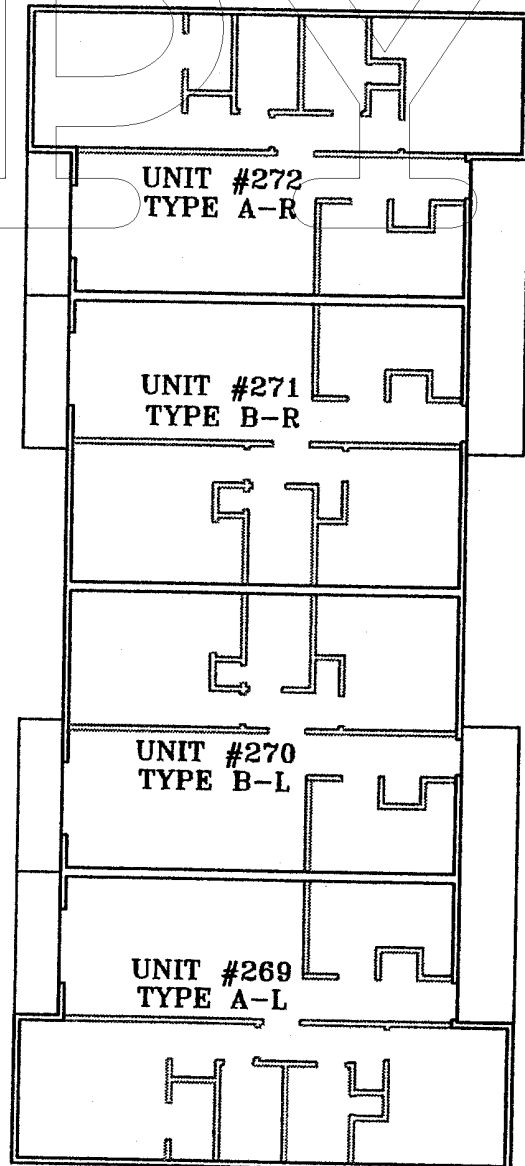 UNIT #272
TYPE A-R
UNIT #271
TYPE B-R
UNIT #270
TYPE B-L
UNIT #269
TYPE A-L